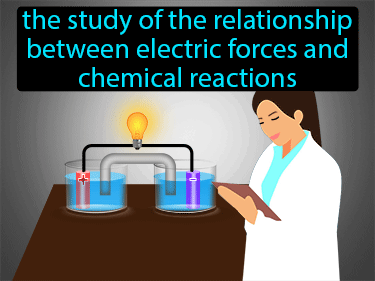 the study of the relationship
between electric forces and
chemical reactions
+
-